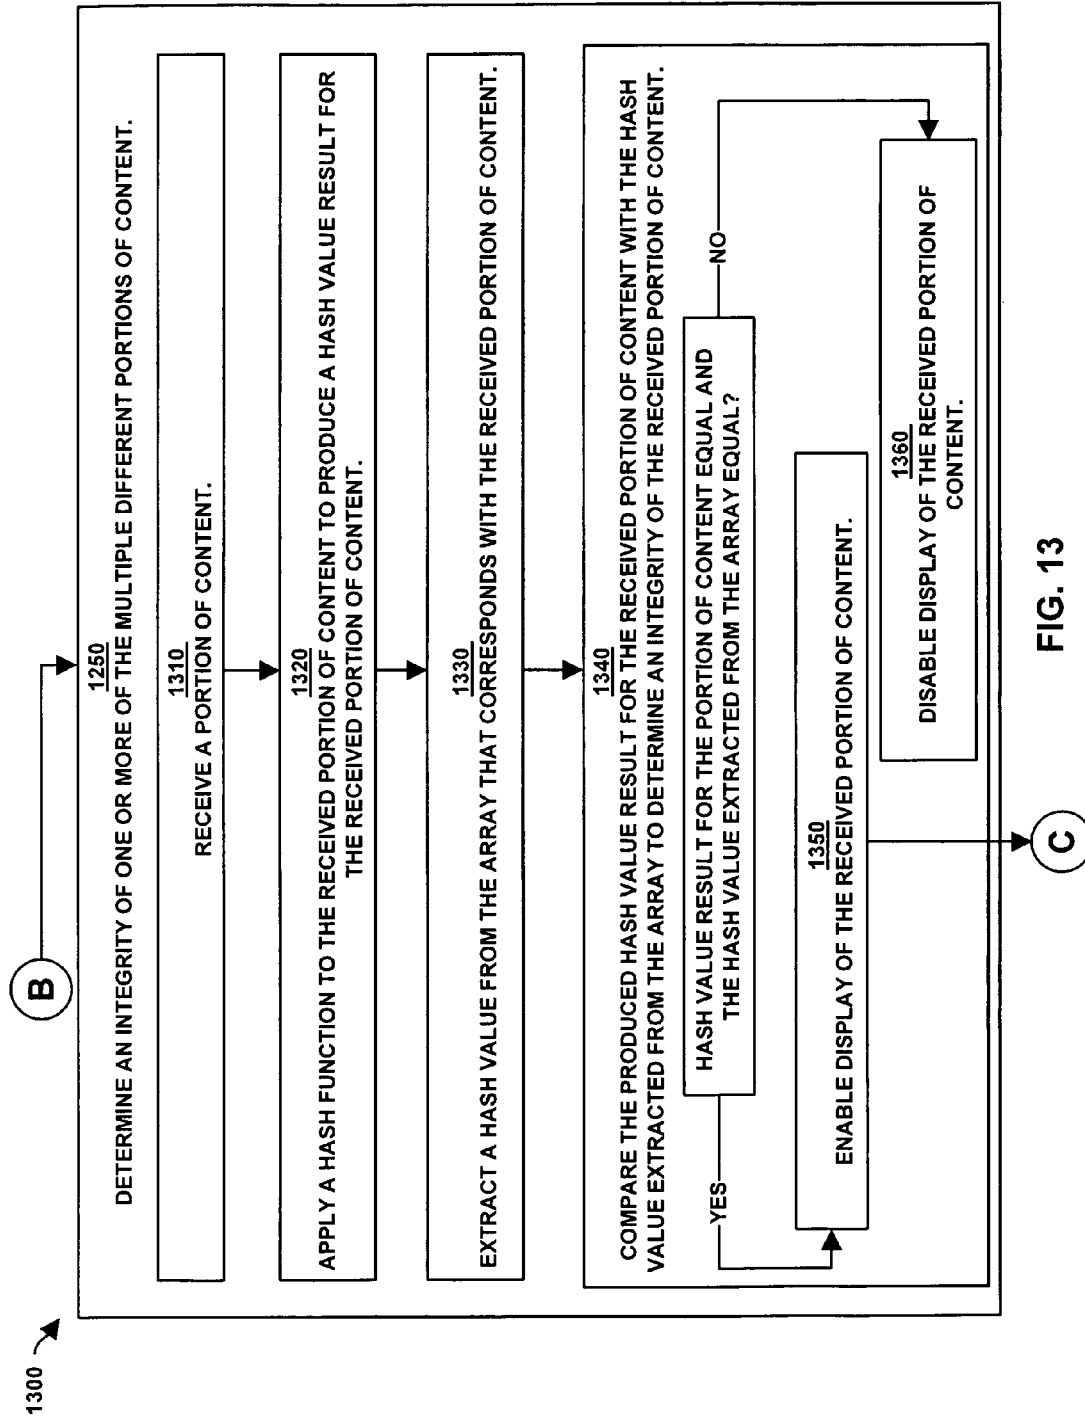 1300
B
1250
DETERMINE AN INTEGRITY OF ONE OR MORE OF THE MULTIPLE DIFFERENT PORTIONS OF CONTENT.
1310
RECEIVE A PORTION OF CONTENT.
1320
APPLY A HASH FUNCTION TO THE RECEIVED PORTION OF CONTENT TO PRODUCE A HASH VALUE RESULT FOR
THE RECEIVED PORTION OF CONTENT.
1330
EXTRACT A HASH VALUE FROM THE ARRAY THAT CORRESPONDS WITH THE RECEIVED PORTION OF CONTENT.
1340
COMPARE THE PRODUCED HASH VALUE RESULT FOR THE RECEIVED PORTION OF CONTENT WITH THE HASH
VALUE EXTRACTED FROM THE ARRAY TO DETERMINE AN INTEGRITY OF THE RECEIVED PORTION OF CONTENT.
HASH VALUE RESULT FOR THE PORTION OF CONTENT EQUAL AND
THE HASH VALUE EXTRACTED FROM THE ARRAY EQUAL?
YES
NO
1350
ENABLE DISPLAY OF THE RECEIVED PORTION OF CONTENT.
1360
DISABLE DISPLAY OF THE RECEIVED PORTION OF
CONTENT.
C
FIG. 13